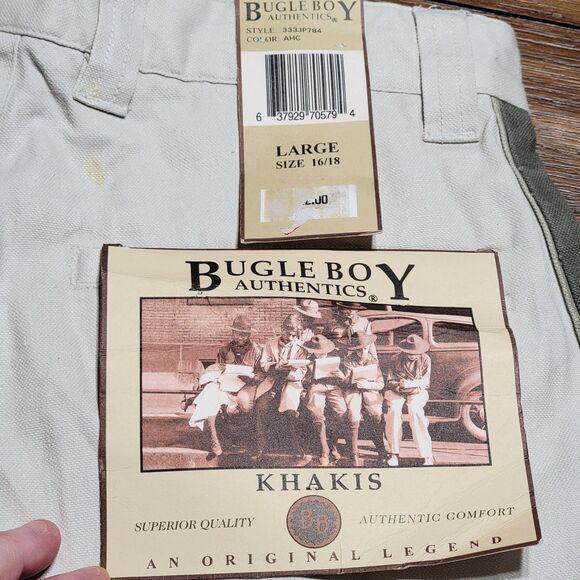 BUGLE BOY
AUTHENTICS
STYLE: 333JP784
COLOR: AHC
6 37929 70579 4
LARGE
SIZE 16/18
BUGLE BOY
AUTHENTICS®
KHAKIS
SUPERIOR QUALITY BB AUTHENTIC COMFORT
AN ORIGINAL LEGEND